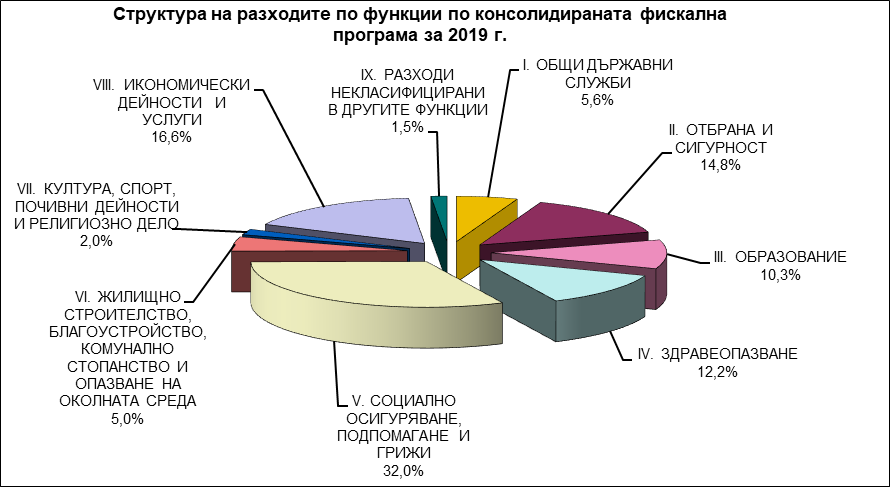 Структура на разходите по функции по консолидираната фискална
програма за 2019 г.
I. ОБЩИ ДЪРЖАВНИ
СЛУЖБИ
5,6%
II. ОТБРАНА И
СИГУРНОСТ
14,8%
III. ОБРАЗОВАНИЕ
10,3%
IV. ЗДРАВЕОПАЗВАНЕ
12,2%
V. СОЦИАЛНО
ОСИГУРЯВАНЕ,
ПОДПОМАГАНЕ И
ГРИЖИ
32,0%
VI. ЖИЛИЩНО
СТРОИТЕЛСТВО,
БЛАГОУСТРОЙСТВО,
КОМУНАЛНО
СТОПАНСТВО И
ОПАЗВАНЕ НА
ОКОЛНАТА СРЕДА
5,0%
VII. КУЛТУРА, СПОРТ,
ПОЧИВНИ ДЕЙНОСТИ
И РЕЛИГИОЗНО ДЕЛО
2,0%
VIII. ИКОНОМИЧЕСКИ
ДЕЙНОСТИ И
УСЛУГИ
16,6%
IX. РАЗХОДИ
НЕКЛАСИФИЦИРАНИ
В ДРУГИТЕ ФУНКЦИИ
1,5%